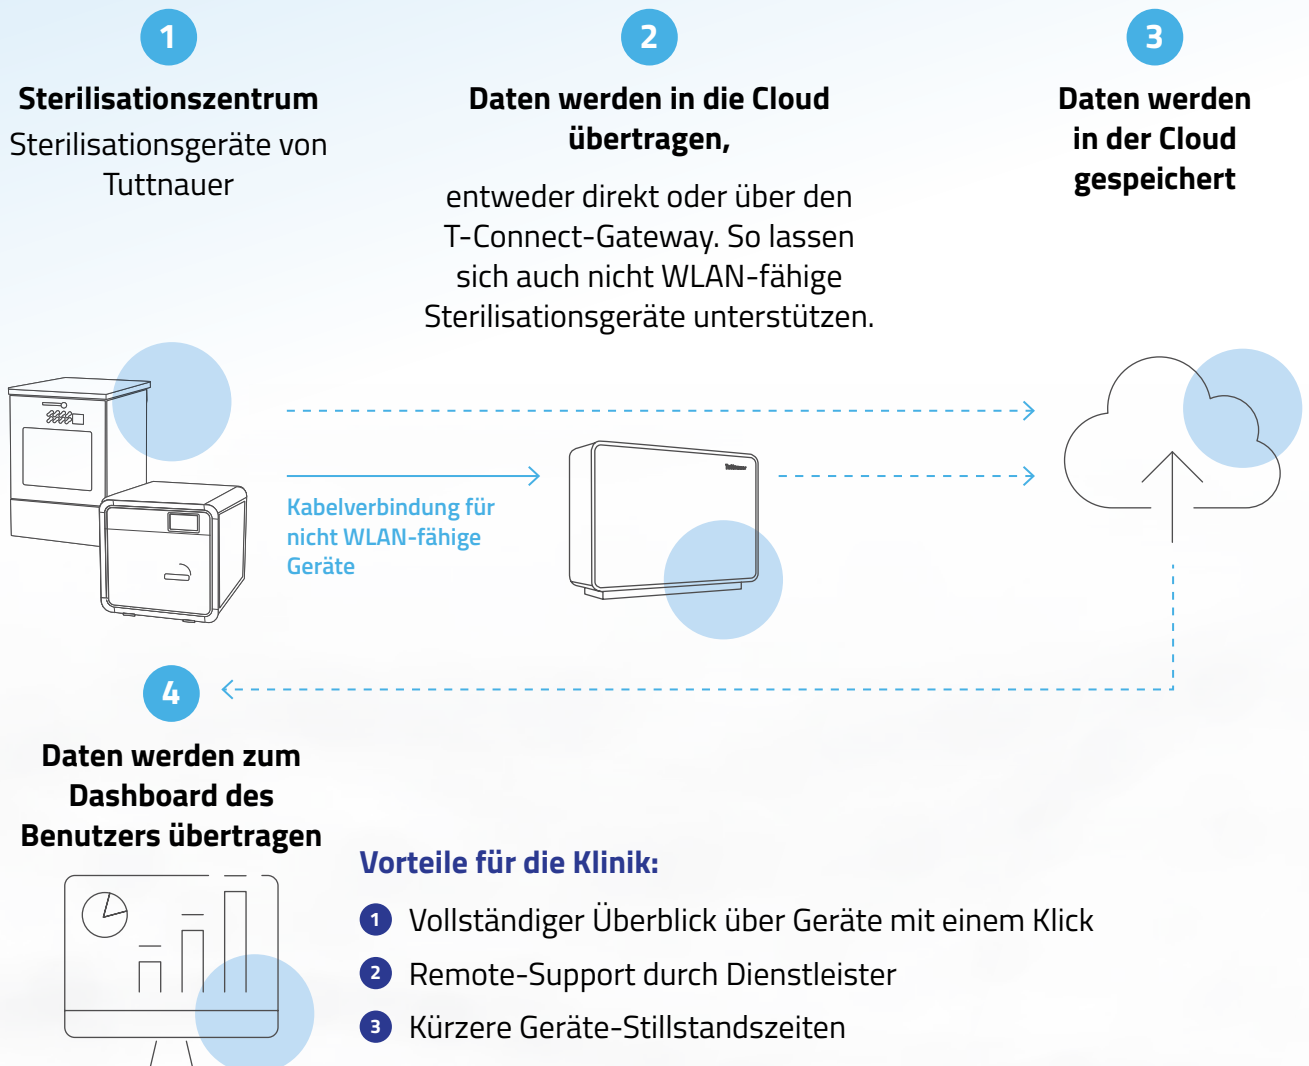 1
Sterilisationszentrum
Sterilisationsgeräte von
Tuttnauer
2
Daten werden in die Cloud
übertragen,
entweder direkt oder über den
T-Connect-Gateway. So lassen
sich auch nicht WLAN-fähige
Sterilisationsgeräte unterstützen.
3
Daten werden
in der Cloud
gespeichert
Kabelverbindung für
nicht WLAN-fähige
Geräte
Tuttnauer
4
Daten werden zum
Dashboard des
Benutzers übertragen
Vorteile für die Klinik:
1 Vollständiger Überblick über Geräte mit einem Klick
2 Remote-Support durch Dienstleister
3 Kürzere Geräte-Stillstandszeiten